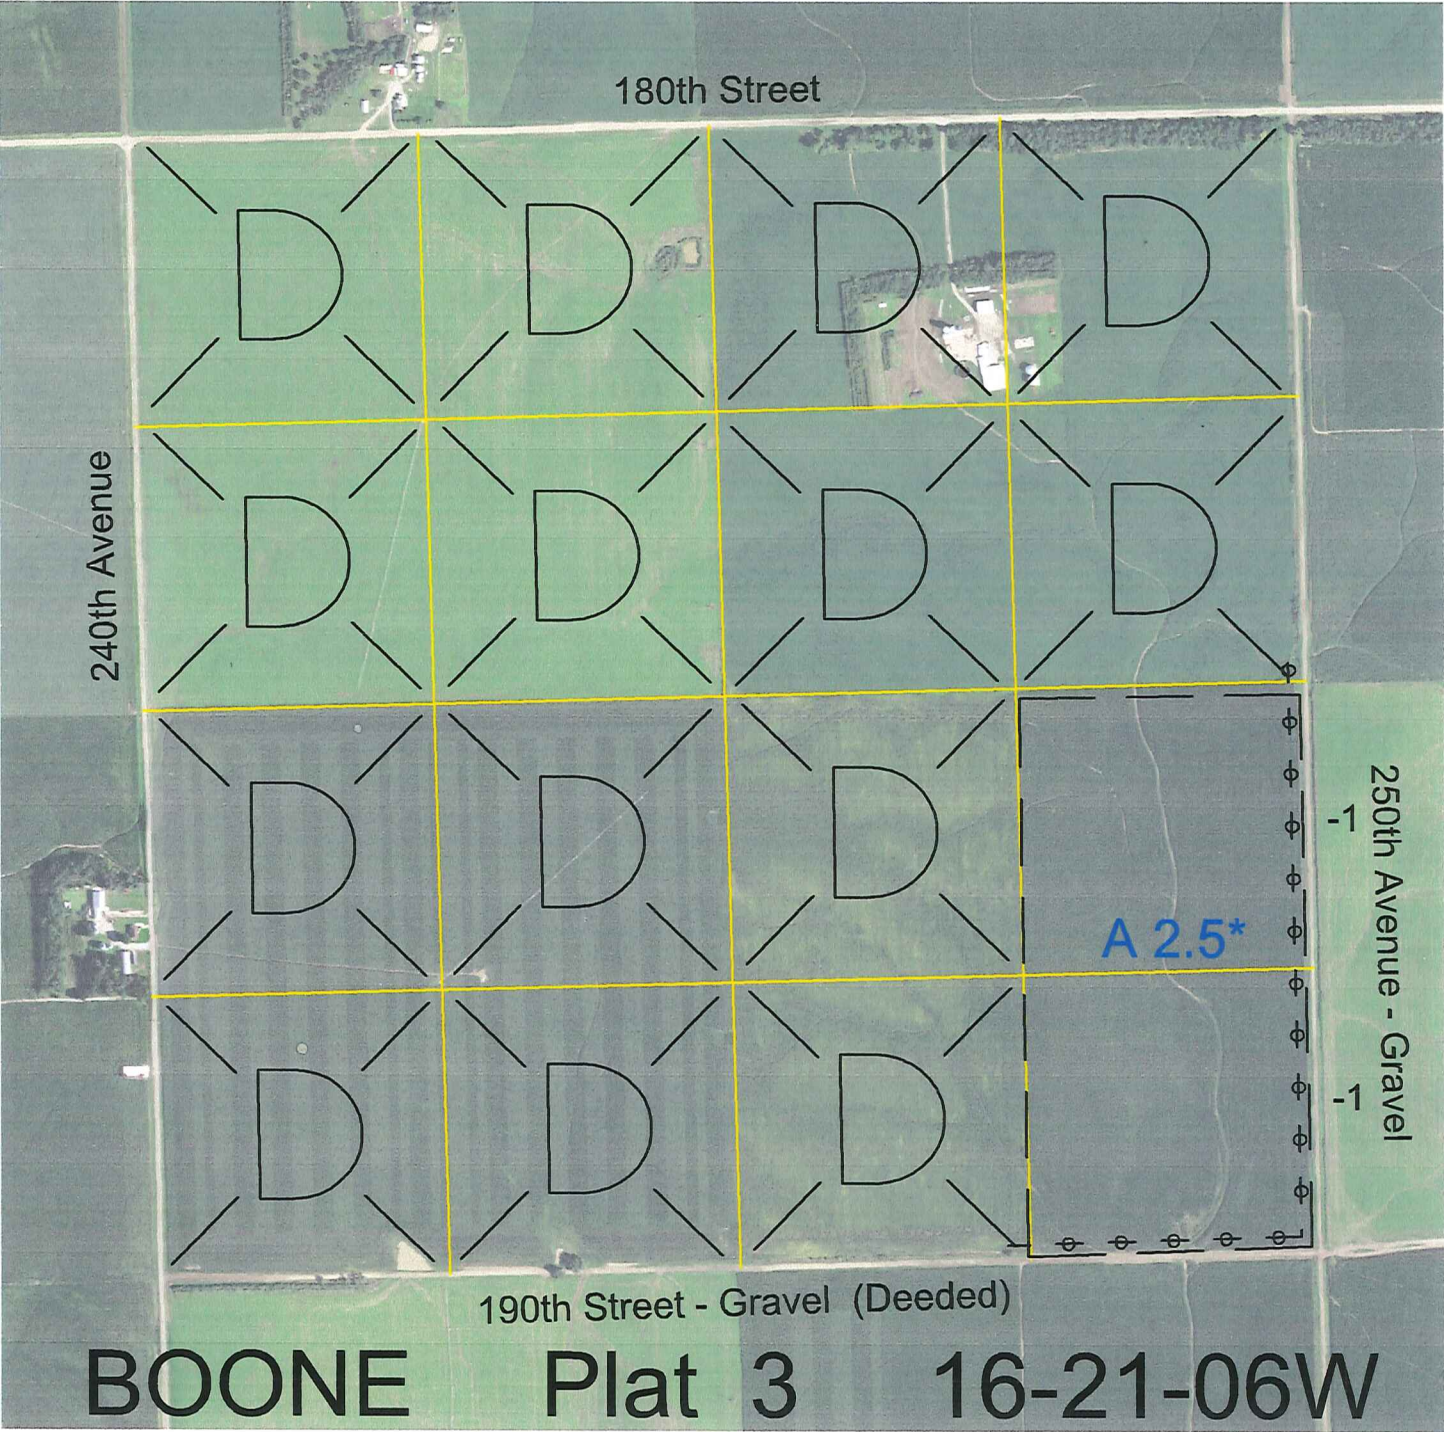 180th Street
D D D D
240th Avenue
D D D D
D D D
A 2.5*
-1
250th Avenue - Gravel
D D D
-1
190th Street - Gravel (Deeded)
BOONE Plat 3 16-21-06W